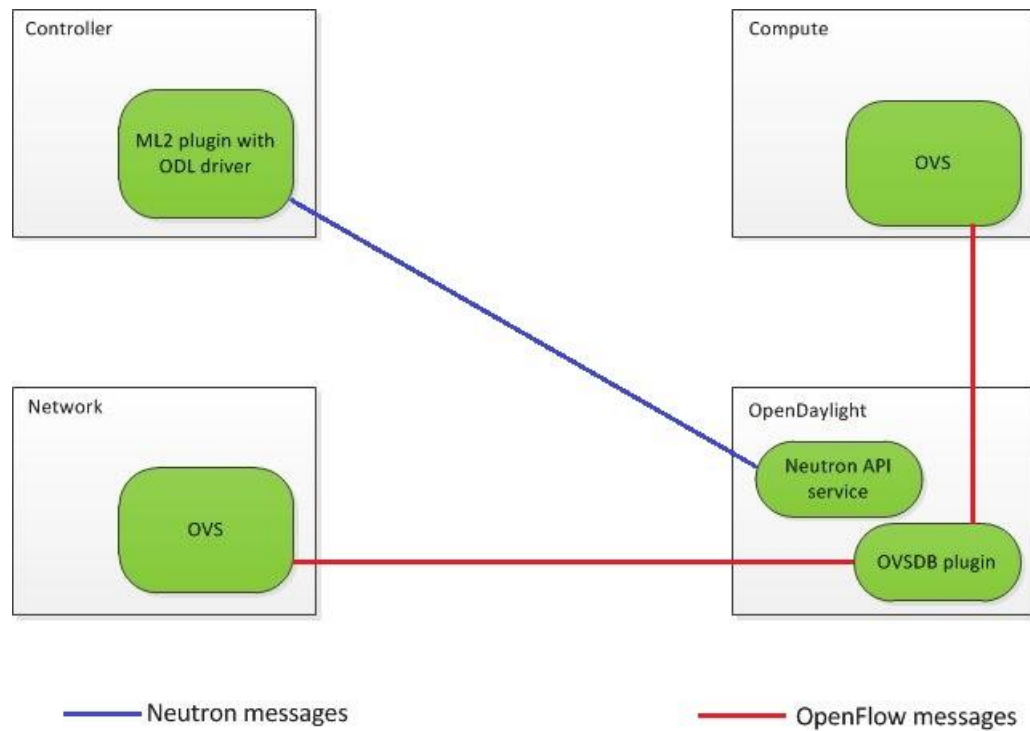 Controller
ML2 plugin with
ODL driver
Compute
OVS
Network
OVS
OpenDaylight
Neutron API
service
OVSDB plugin
Neutron messages
OpenFlow messages